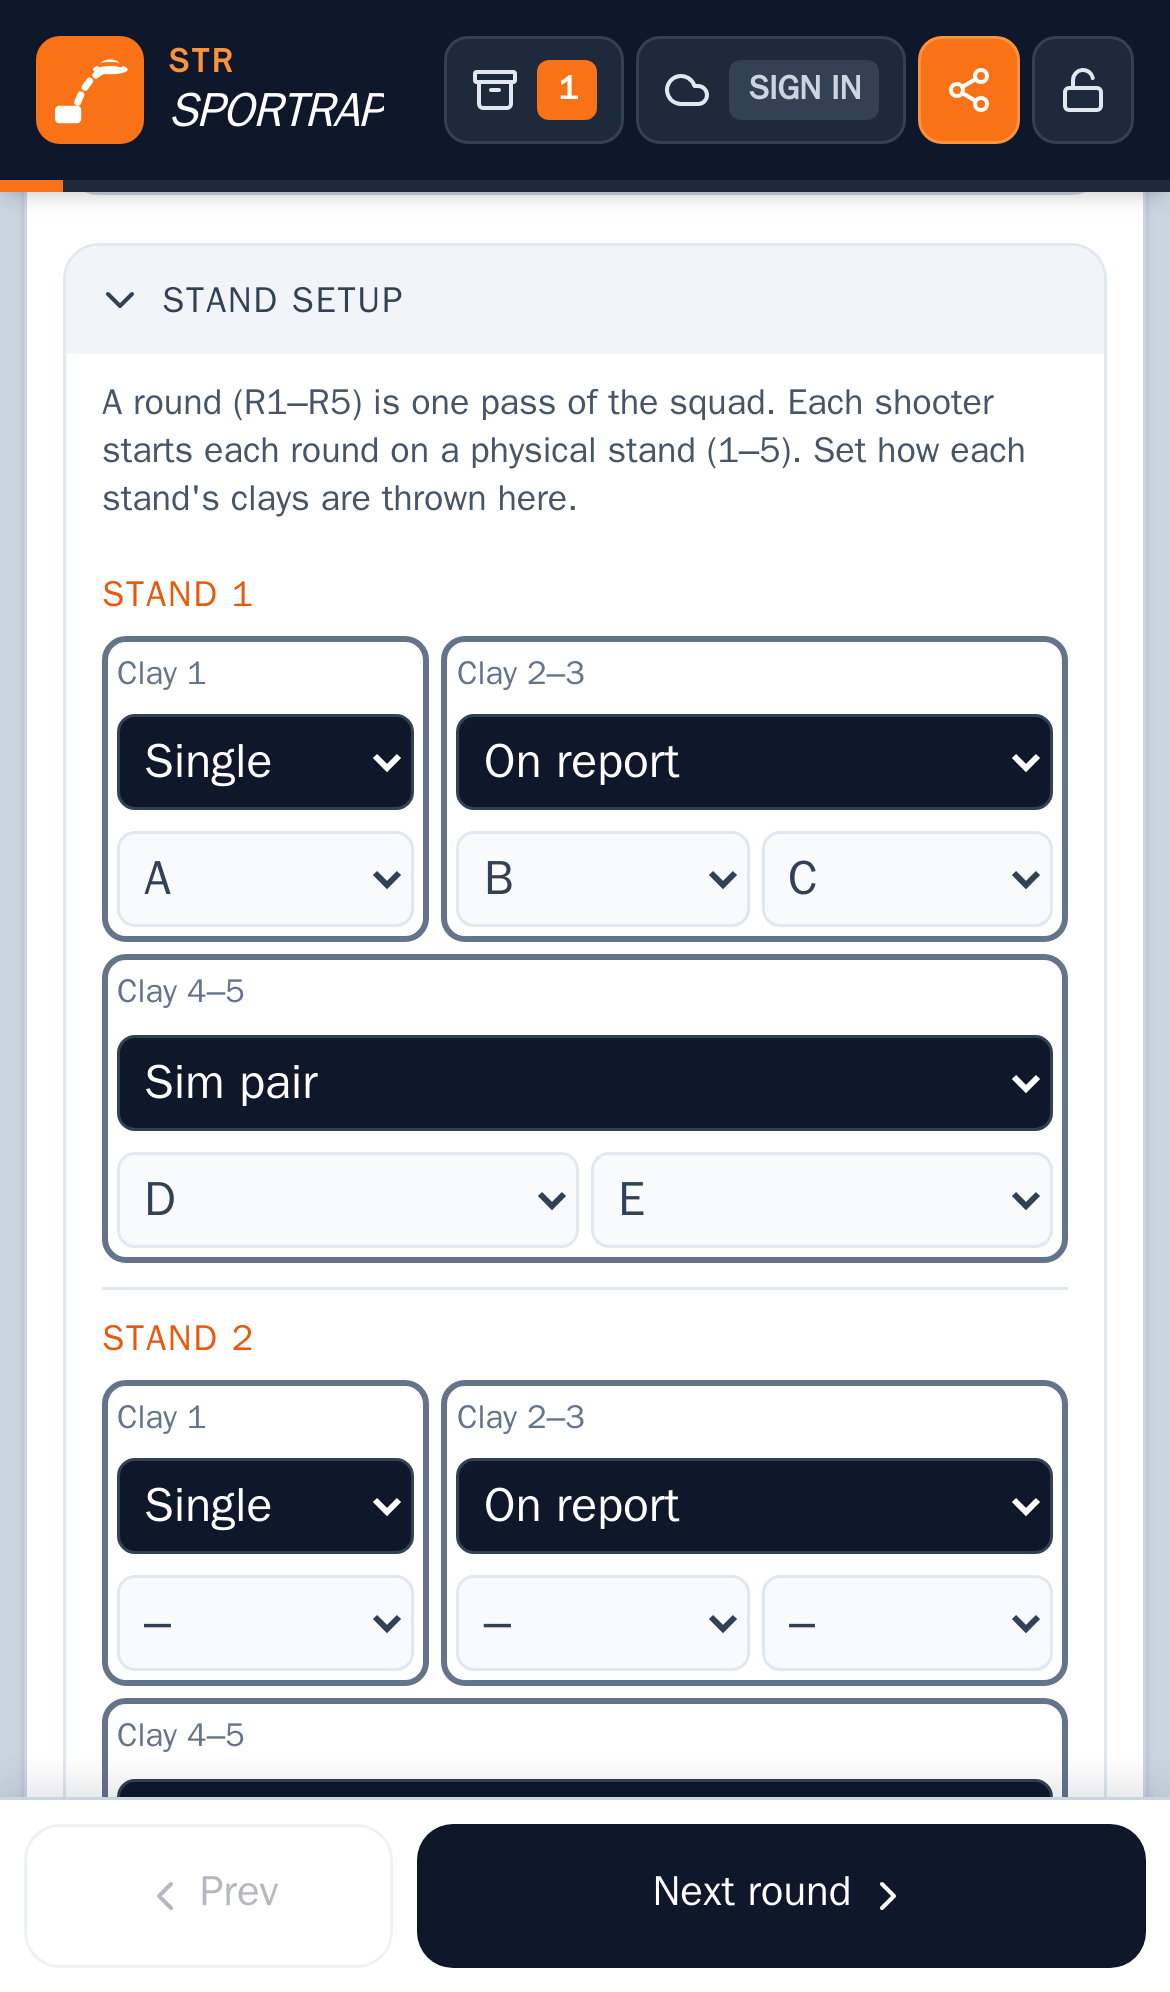 STR
SPORTRAP
1
SIGN IN
STAND SETUP
A round (R1–R5) is one pass of the squad. Each shooter
starts each round on a physical stand (1–5). Set how each
stand's clays are thrown here.
STAND 1
Clay 1
Clay 2–3
Single
On report
A
B
C
Clay 4–5
Sim pair
D
E
STAND 2
Clay 1
Clay 2–3
Single
On report
–
–
–
Clay 4–5
Prev
Next round